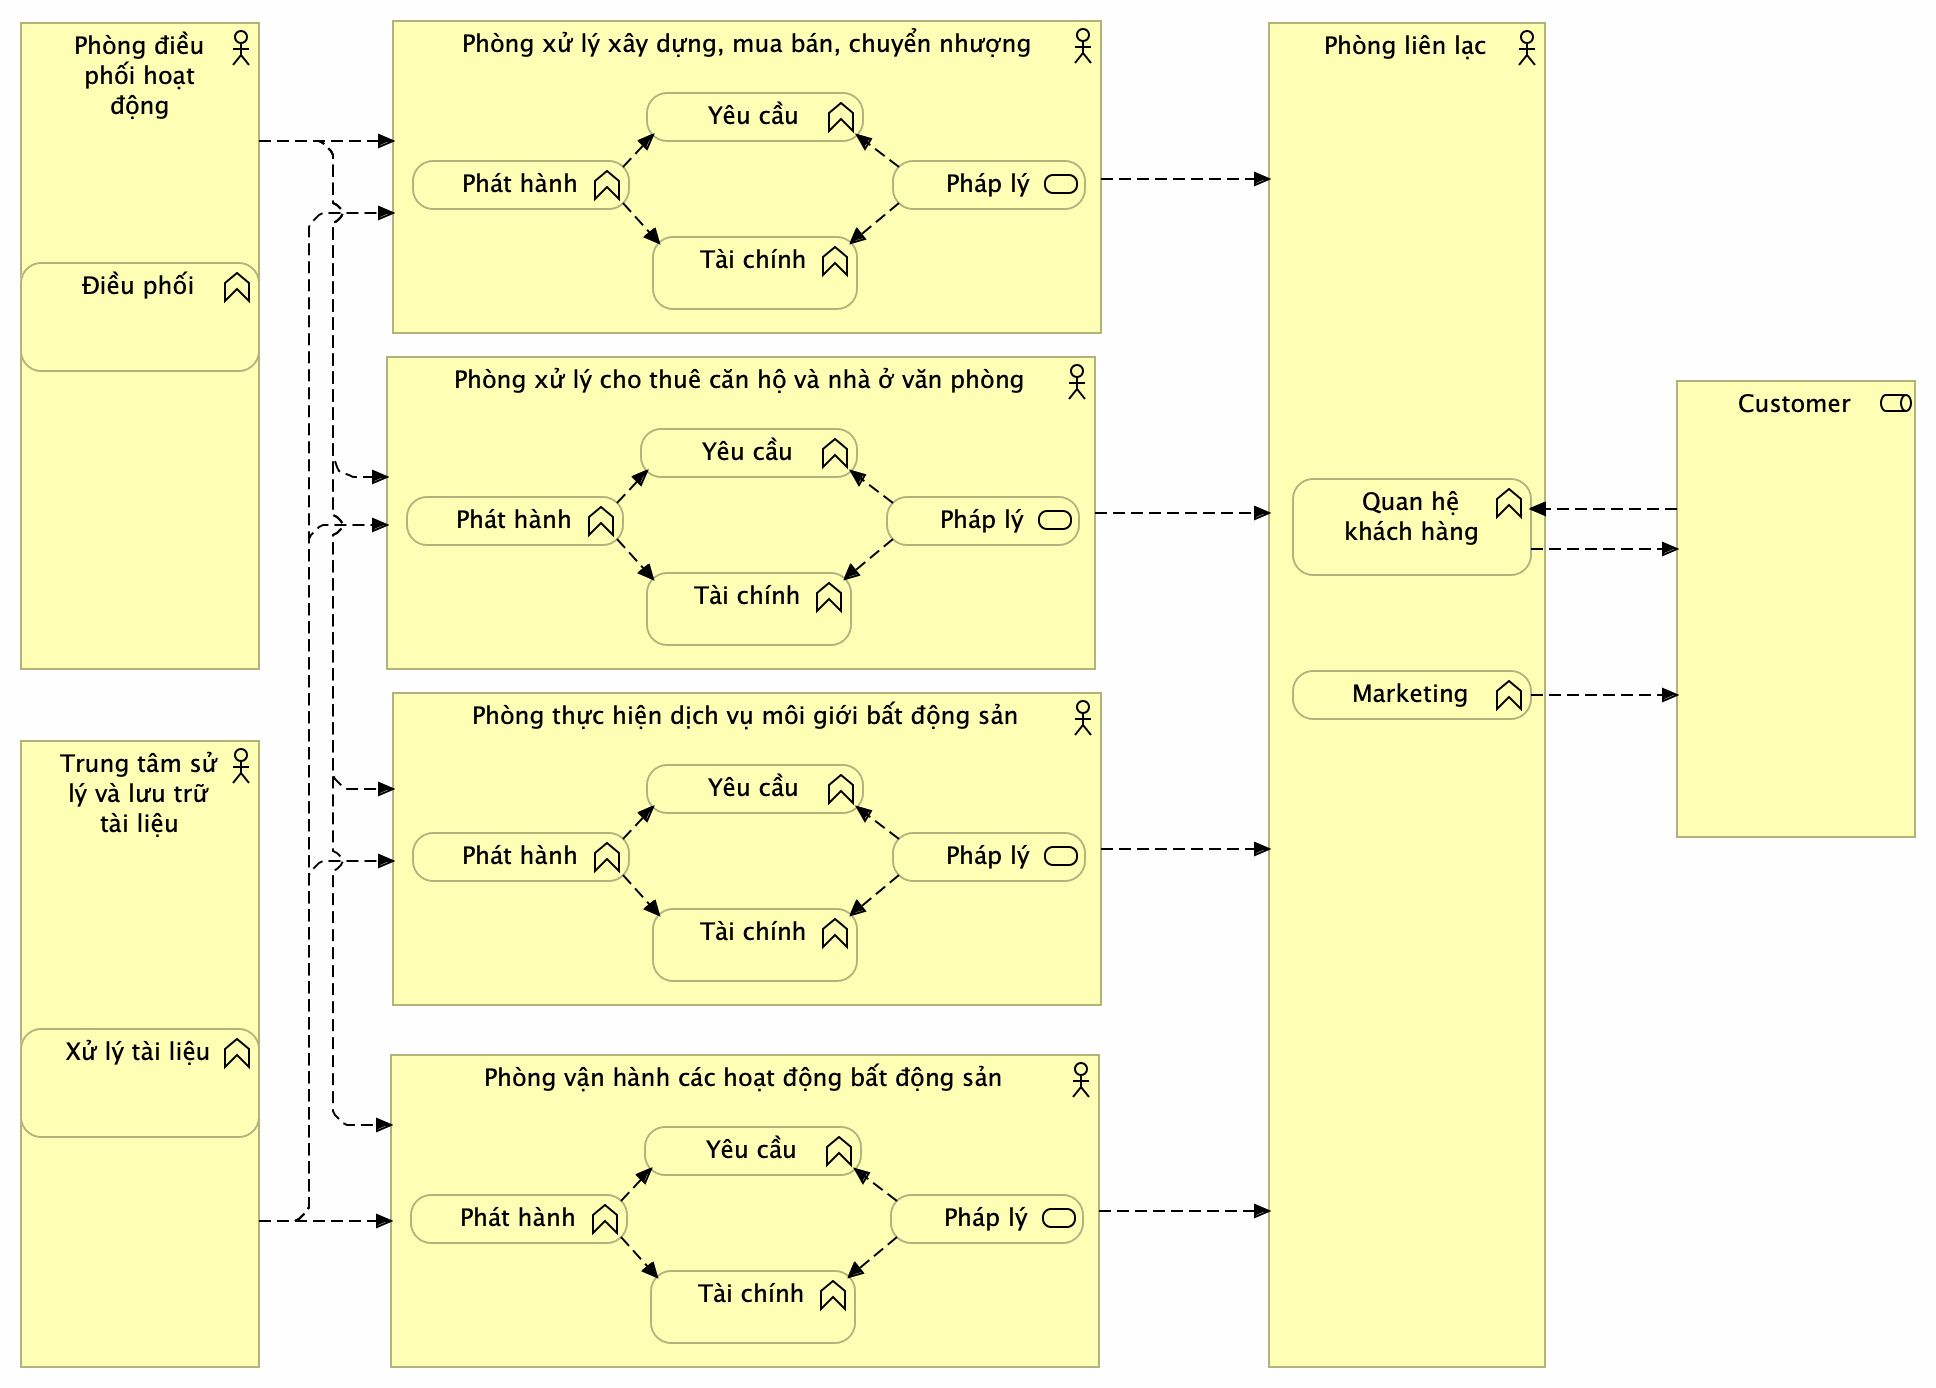 Phòng điều
phối hoạt
động
Điều phối
Trung tâm sử
lý và lưu trữ
tài liệu
Xử lý tài liệu
Phòng xử lý xây dựng, mua bán, chuyển nhượng
Yêu cầu
Phát hành
Pháp lý
Tài chính
Phòng xử lý cho thuê căn hộ và nhà ở văn phòng
Yêu cầu
Phát hành
Pháp lý
Tài chính
Phòng thực hiện dịch vụ môi giới bất động sản
Yêu cầu
Phát hành
Pháp lý
Tài chính
Phòng vận hành các hoạt động bất động sản
Yêu cầu
Phát hành
Pháp lý
Tài chính
Phòng liên lạc
Quan hệ
khách hàng
Marketing
Customer